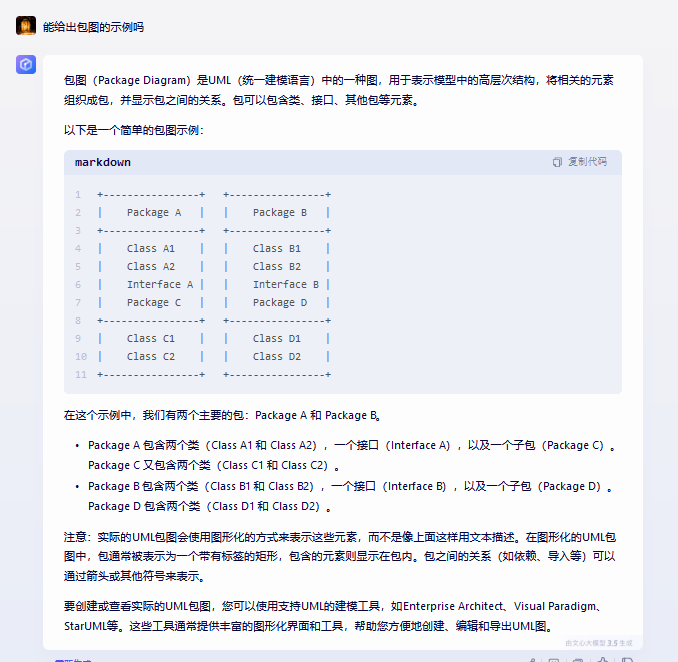 能给出包图的示例吗
包图（Package Diagram）是UML（统一建模语言）中的一种图，用于表示模型中的高层次结构，将相关的元素
组织成包，并显示包之间的关系。包可以包含类、接口、其他包等元素。
以下是一个简单的包图示例：
markdown 复制代码
1 +----------------+   +----------------+
2 |    Package A   |   |    Package B   |
3 +----------------+   +----------------+
4 |    Class A1    |   |    Class B1    |
5 |    Class A2    |   |    Class B2    |
6 |    Interface A |   |    Interface B |
7 |    Package C   |   |    Package D   |
8 +----------------+   +----------------+
9 |    Class C1    |   |    Class D1    |
10 |    Class C2    |   |    Class D2    |
11 +----------------+   +----------------+
在这个示例中，我们有两个主要的包：Package A 和 Package B。
• Package A 包含两个类（Class A1 和 Class A2），一个接口（Interface A），以及一个子包（Package C）。
Package C 又包含两个类（Class C1 和 Class C2）。
• Package B 包含两个类（Class B1 和 Class B2），一个接口（Interface B），以及一个子包（Package D）。
Package D 包含两个类（Class D1 和 Class D2）。
注意：实际的UML包图会使用图形化的方式来表示这些元素，而不是像上面这样用文本描述。在图形化的UML包
图中，包通常被表示为一个带有标签的矩形，包含的元素则显示在包内。包之间的关系（如依赖、导入等）可以
通过箭头或其他符号来表示。
要创建或查看实际的UML包图，您可以使用支持UML的建模工具，如Enterprise Architect、Visual Paradigm、
StarUML等。这些工具通常提供丰富的图形化界面和工具，帮助您方便地创建、编辑和导出UML图。
由文心大模型 3.5 生成